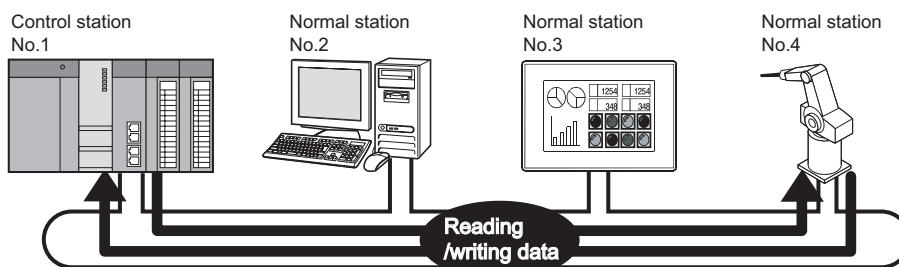 Control station
No.1
Normal station
No.2
Normal station
No.3
Normal station
No.4
1254 1254
348 348
Reading
/writing data